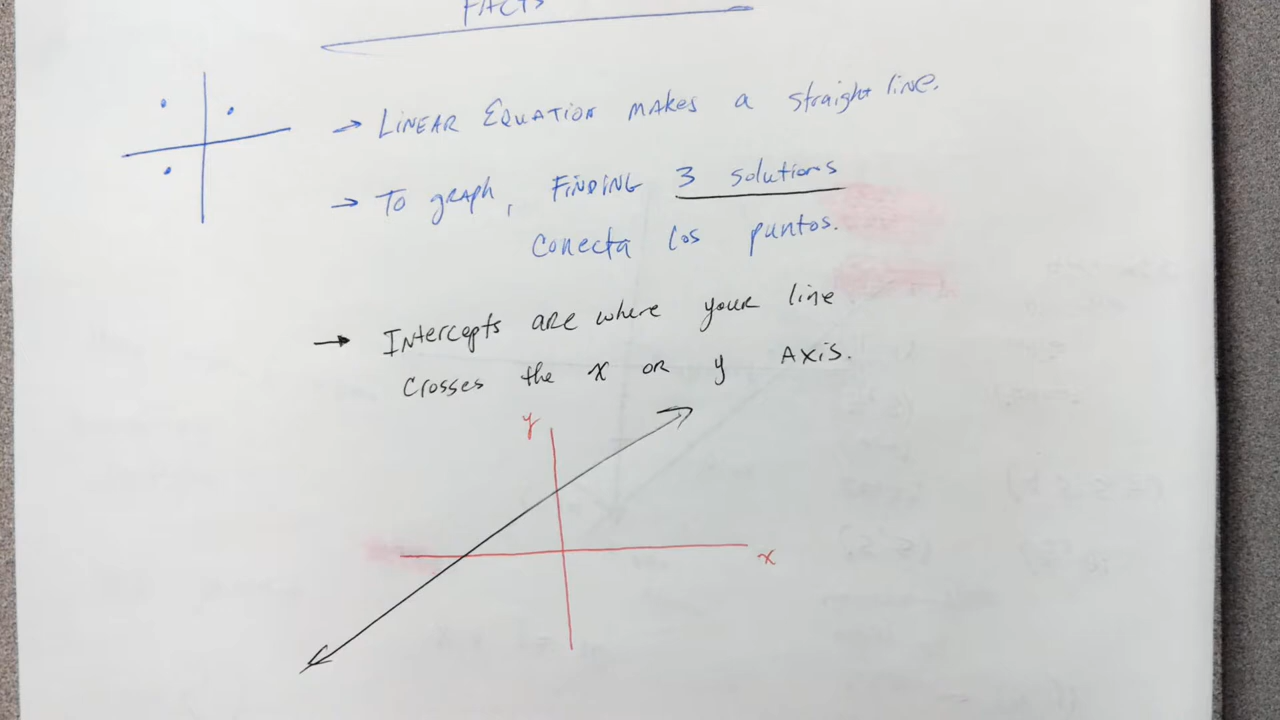 FACTS
→ LINEAR EQUATION MAKES a straight line.
→ To graph, FINDING 3 solutions
Conecta los puntos.
→ Intercepts ARE where your line
Crosses the x OR y AXIS.
y
x